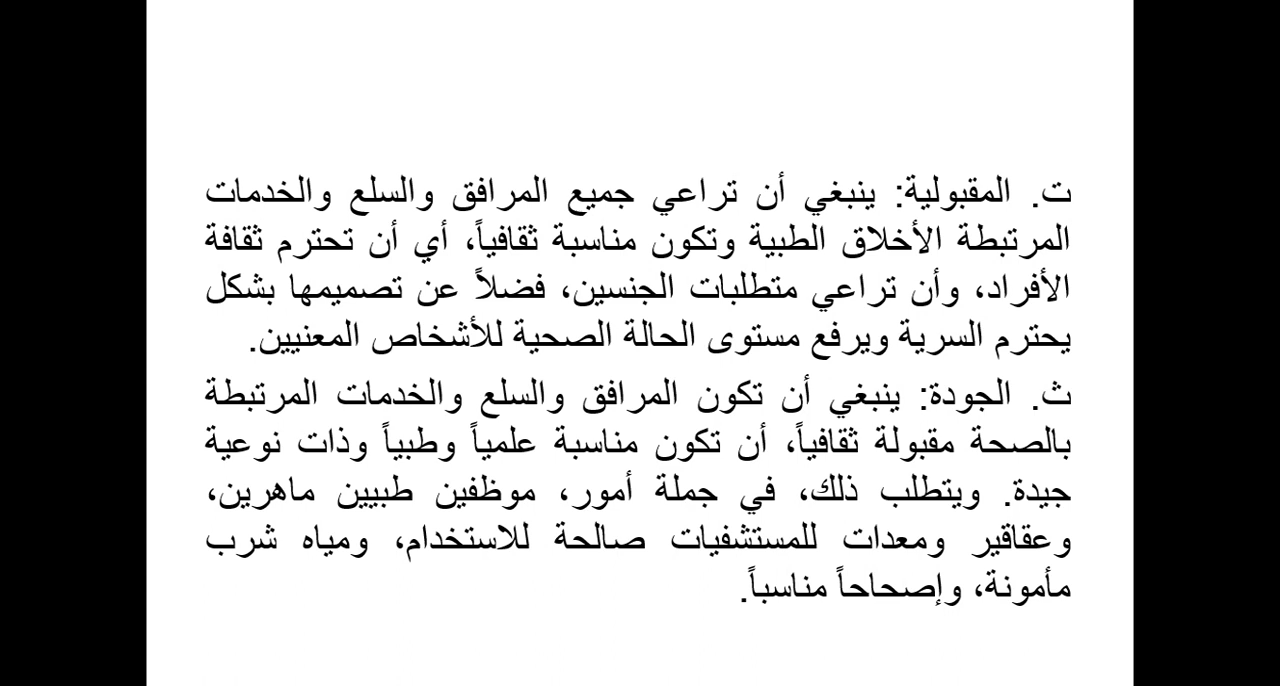 ت. المقبولية: ينبغي أن تراعي جميع المرافق والسلع والخدمات
المرتبطة الأخلاق الطبية وتكون مناسبة ثقافياً، أي أن تحترم ثقافة
الأفراد، وأن تراعي متطلبات الجنسين، فضلاً عن تصميمها بشكل
يحترم السرية ويرفع مستوى الحالة الصحية للأشخاص المعنيين.
ث. الجودة: ينبغي أن تكون المرافق والسلع والخدمات المرتبطة
بالصحة مقبولة ثقافياً، أن تكون مناسبة علمياً وطبياً وذات نوعية
جيدة. ويتطلب ذلك، في جملة أمور، موظفين طبيين ماهرين،
وعقاقير ومعدات للمستشفيات صالحة للاستخدام، ومياه شرب
مأمونة، وإصحاحاً مناسباً.